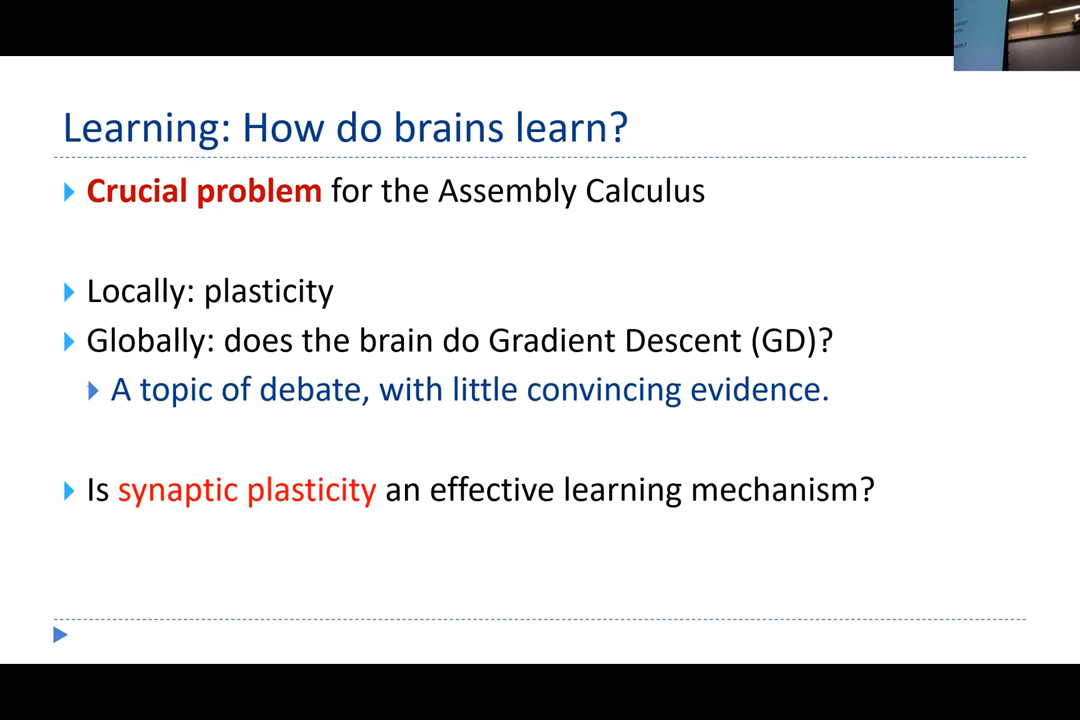 Learning: How do brains learn?
Crucial problem for the Assembly Calculus
Locally: plasticity
Globally: does the brain do Gradient Descent (GD)?
A topic of debate, with little convincing evidence.
Is synaptic plasticity an effective learning mechanism?